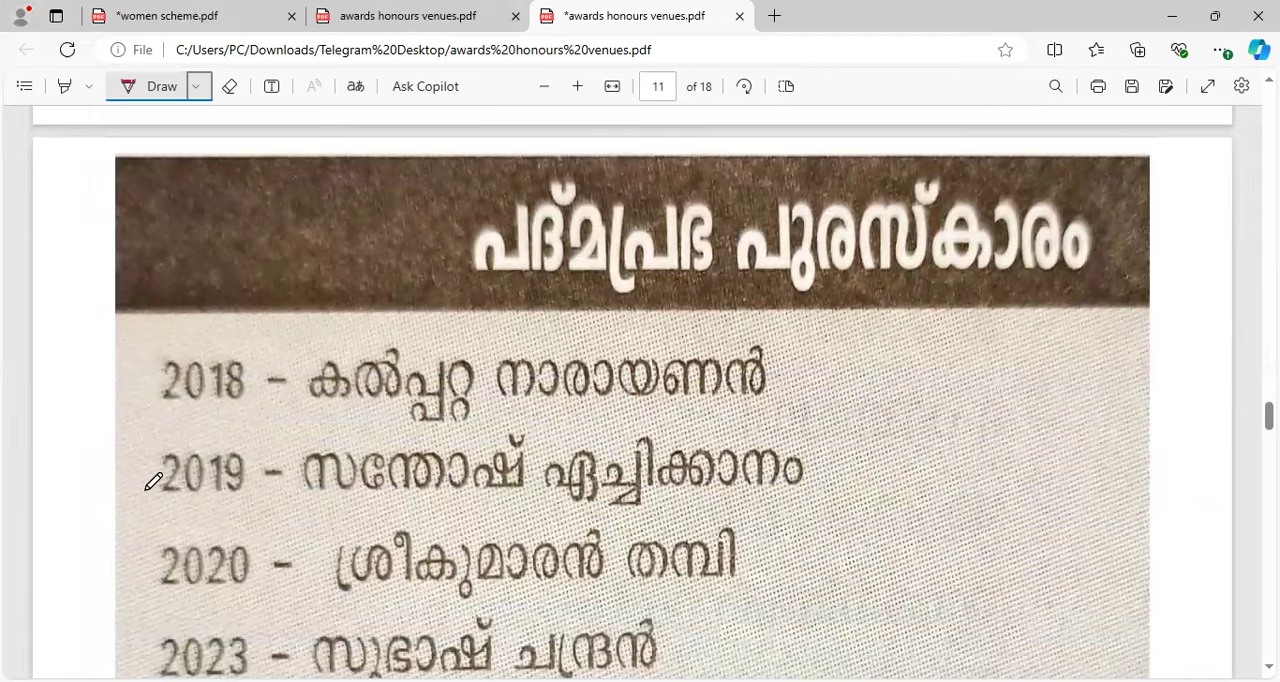 *women scheme.pdf awards honours venues.pdf *awards honours venues.pdf
File C:/Users/PC/Downloads/Telegram%20Desktop/awards%20honours%20venues.pdf
Draw Ask Copilot 11 of 18
പദ്മപ്രഭ പുരസ്കാരം
2018 - കൽപ്പറ്റ നാരായണൻ
2019 - സന്തോഷ് ഏച്ചിക്കാനം
2020 - ശ്രീകുമാരൻ തമ്പി
2023 - സുഭാഷ് ചന്ദ്രൻ